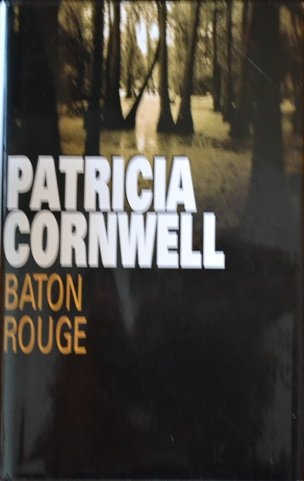 PATRICIA
CORNWELL
BATON
ROUGE